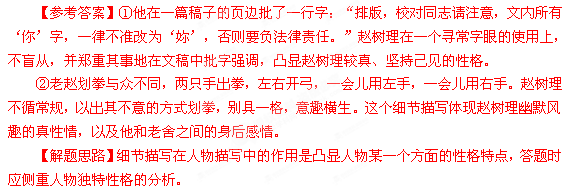 【参考答案】①他在一篇稿子的页边批了一行字：“排版，校对同志请注意，文内所有
‘你’字，一律不准改为‘妳’，否则要负法律责任。”赵树理在一个寻常字眼的使用上，
不盲从，并郑重其事地在文稿中批字强调，凸显赵树理较真、坚持己见的性格。
②老赵划拳与众不同，两只手出拳，左右开弓，一会儿用左手，一会儿用右手。赵树理
不循常规，以出其不意的方式划拳，别具一格，意趣横生。这个细节描写体现赵树理幽默风
趣的真性情，以及他和老舍之间的身后感情。
【解题思路】细节描写在人物描写中的作用是凸显人物某一个方面的性格特点，答题时
应侧重人物独特性格的分析。